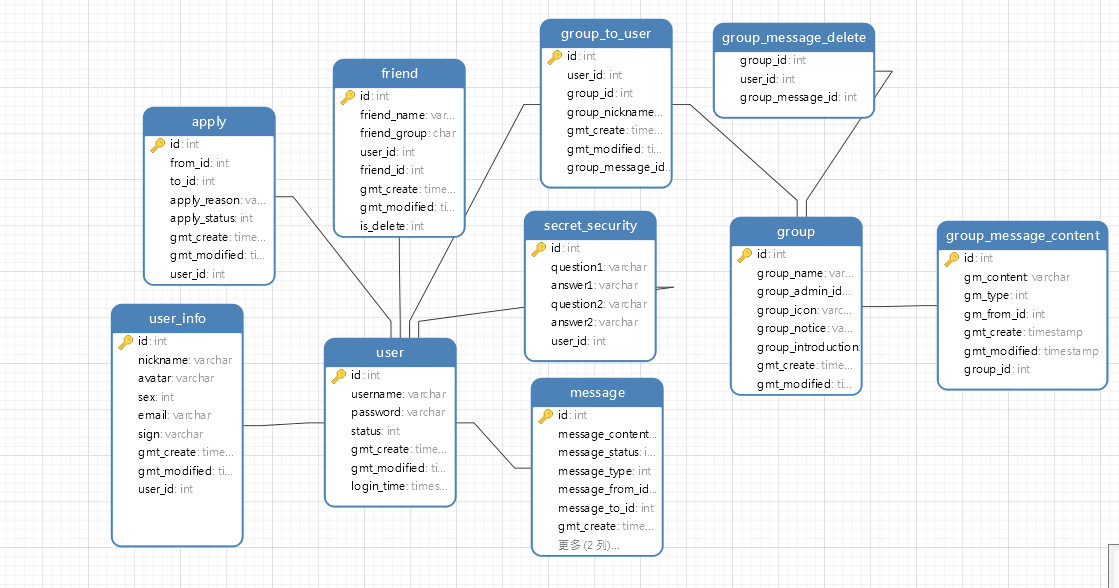 apply
id: int
from_id: int
to_id: int
apply_reason: va...
apply_status: int
gmt_create: time...
gmt_modified: ti...
user_id: int
friend
id: int
friend_name: var...
friend_group: char
user_id: int
friend_id: int
gmt_create: time...
gmt_modified: ti...
is_delete: int
group_to_user
id: int
user_id: int
group_id: int
group_nickname...
gmt_create: time...
gmt_modified: ti...
group_message_id...
group_message_delete
group_id: int
user_id: int
group_message_id: int
user_info
id: int
nickname: varchar
avatar: varchar
sex: int
email: varchar
sign: varchar
gmt_create: time...
gmt_modified: ti...
user_id: int
user
id: int
username: varchar
password: varchar
status: int
gmt_create: time...
gmt_modified: ti...
login_time: times...
secret_security
id: int
question1: varchar
answer1: varchar
question2: varchar
answer2: varchar
user_id: int
message
id: int
message_content...
message_status: i...
message_type: int
message_from_id...
message_to_id: int
gmt_create: time...
更多(2 列)...
group
id: int
group_name: var...
group_admin_id...
group_icon: varc...
group_notice: va...
group_introduction:
gmt_create: time...
gmt_modified: ti...
group_message_content
id: int
gm_content: varchar
gm_type: int
gm_from_id: int
gmt_create: timestamp
gmt_modified: timestamp
group_id: int